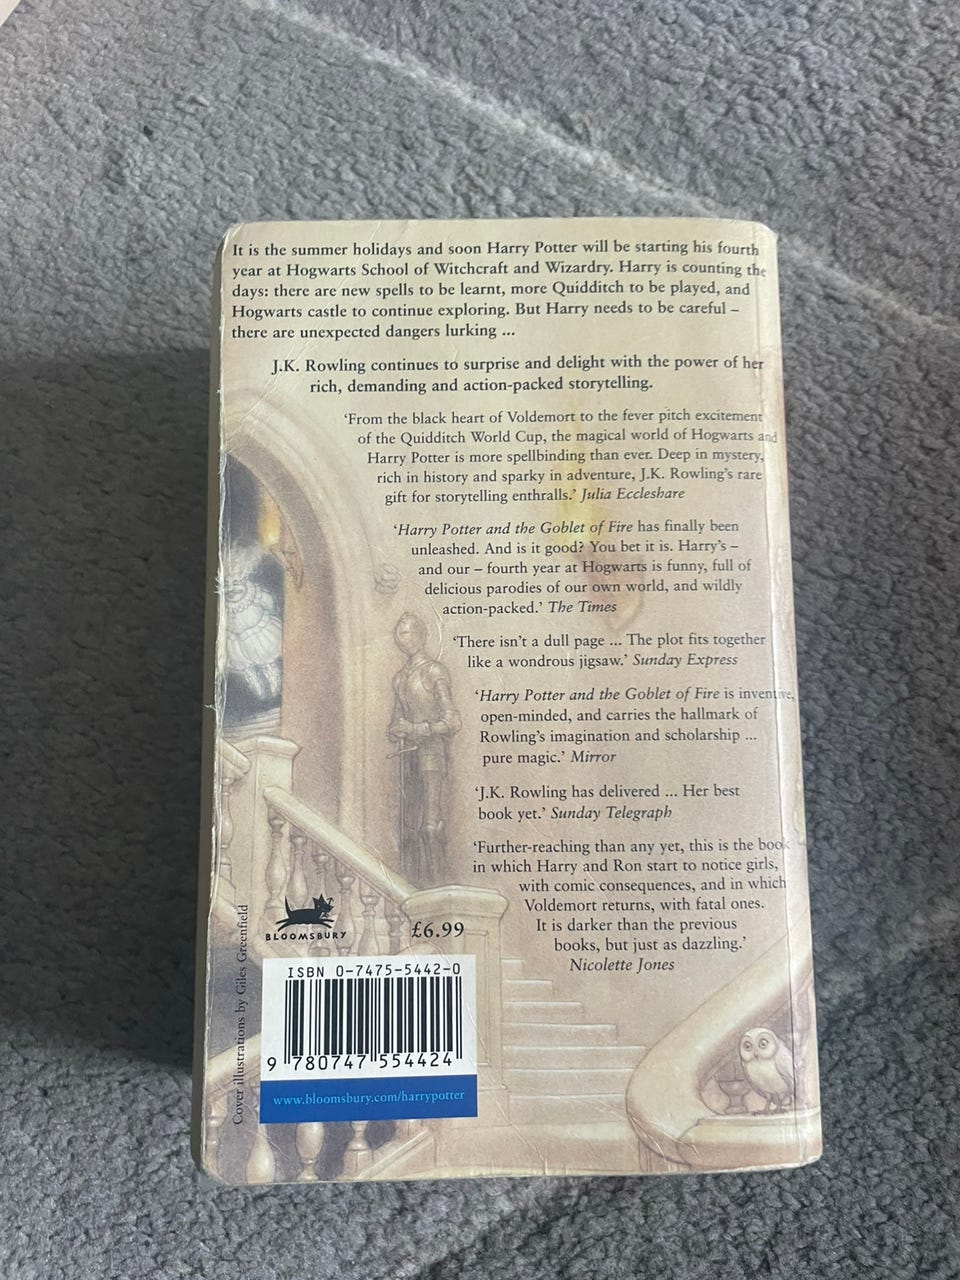 It is the summer holidays and soon Harry Potter will be starting his fourth
year at Hogwarts School of Witchcraft and Wizardry. Harry is counting the
days: there are new spells to be learnt, more Quidditch to be played, and
Hogwarts castle to continue exploring. But Harry needs to be careful –
there are unexpected dangers lurking ...
J.K. Rowling continues to surprise and delight with the power of her
rich, demanding and action-packed storytelling.
‘From the black heart of Voldemort to the fever pitch excitement
of the Quidditch World Cup, the magical world of Hogwarts and
Harry Potter is more spellbinding than ever. Deep in mystery,
rich in history and sparky in adventure, J.K. Rowling’s rare
gift for storytelling enthralls.’ Julia Eccleshare
‘Harry Potter and the Goblet of Fire has finally been
unleashed. And is it good? You bet it is. Harry’s –
and our – fourth year at Hogwarts is funny, full of
delicious parodies of our own world, and wildly
action-packed.’ The Times
‘There isn’t a dull page ... The plot fits together
like a wondrous jigsaw.’ Sunday Express
‘Harry Potter and the Goblet of Fire is inventive,
open-minded, and carries the hallmark of
Rowling’s imagination and scholarship ...
pure magic.’ Mirror
‘J.K. Rowling has delivered ... Her best
book yet.’ Sunday Telegraph
‘Further-reaching than any yet, this is the book
in which Harry and Ron start to notice girls,
with comic consequences, and in which
Voldemort returns, with fatal ones.
It is darker than the previous
books, but just as dazzling.’
Nicolette Jones
BLOOMSBURY
£6.99
ISBN 0-7475-5442-0
9 780747 554424
www.bloomsbury.com/harrypotter
Cover illustrations by Giles Greenfield